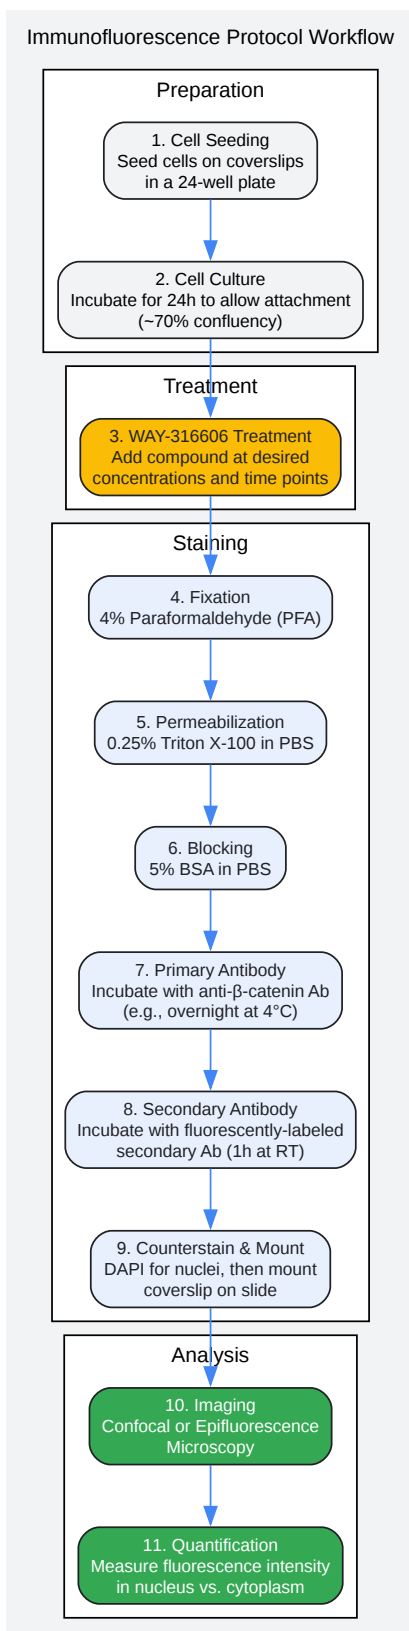 Immunofluorescence Protocol Workflow
Preparation
1. Cell Seeding
Seed cells on coverslips
in a 24-well plate
2. Cell Culture
Incubate for 24h to allow attachment
(~70% confluency)
Treatment
3. WAY-316606 Treatment
Add compound at desired
concentrations and time points
Staining
4. Fixation
4% Paraformaldehyde (PFA)
5. Permeabilization
0.25% Triton X-100 in PBS
6. Blocking
5% BSA in PBS
7. Primary Antibody
Incubate with anti-β-catenin Ab
(e.g., overnight at 4°C)
8. Secondary Antibody
Incubate with fluorescently-labeled
secondary Ab (1h at RT)
9. Counterstain & Mount
DAPI for nuclei, then mount
coverslip on slide
Analysis
10. Imaging
Confocal or Epifluorescence
Microscopy
11. Quantification
Measure fluorescence intensity
in nucleus vs. cytoplasm